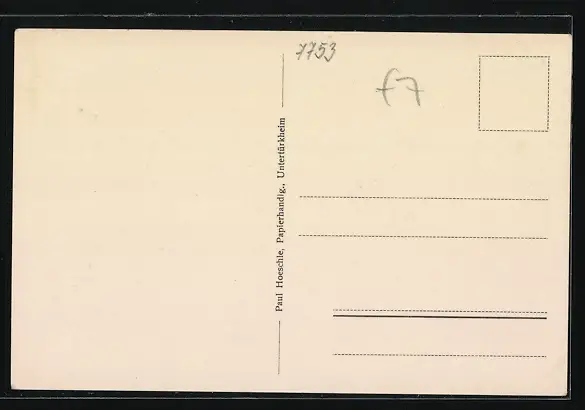 7753
f7
Paul Hoeschle, Papierhandlg., Untertürkheim